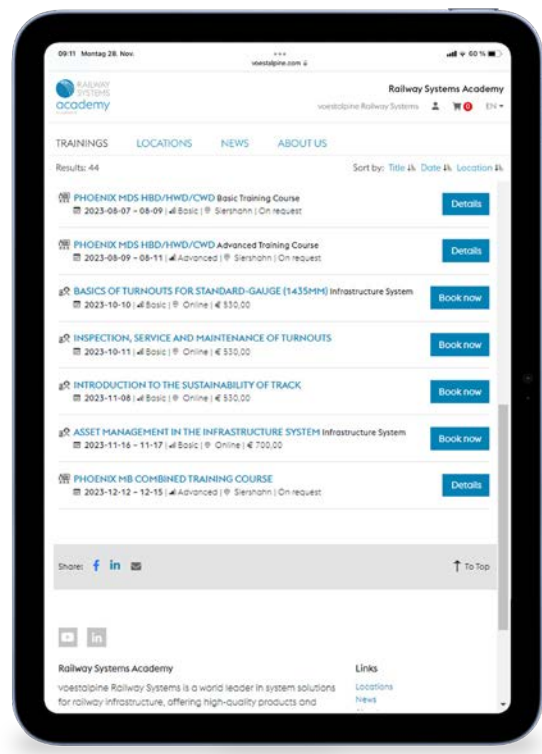 09:11 Montag 28. Nov.
60 %
voestalpine.com
RAILWAY
SYSTEMS
academy
Railway Systems Academy
voestalpine Railway Systems 0 EN
TRAININGS LOCATIONS NEWS ABOUT US
Results: 44 Sort by: Title Date Location
PHOENIX MDS HBD/HWD/CWD Basic Training Course
2023-08-07 - 08-09 | Basic | Siershahn | On request
Details
PHOENIX MDS HBD/HWD/CWD Advanced Training Course
2023-08-09 - 08-11 | Advanced | Siershahn | On request
Details
BASICS OF TURNOUTS FOR STANDARD-GAUGE (1435MM) Infrastructure System
2023-10-10 | Basic | Online | € 530,00
Book now
INSPECTION, SERVICE AND MAINTENANCE OF TURNOUTS
2023-10-11 | Basic | Online | € 530,00
Book now
INTRODUCTION TO THE SUSTAINABILITY OF TRACK
2023-11-08 | Basic | Online | € 530,00
Book now
ASSET MANAGEMENT IN THE INFRASTRUCTURE SYSTEM Infrastructure System
2023-11-16 - 11-17 | Basic | Online | € 700,00
Book now
PHOENIX MB COMBINED TRAINING COURSE
2023-12-12 - 12-15 | Advanced | Siershahn | On request
Details
Share: f in To Top
in
Railway Systems Academy
voestalpine Railway Systems is a world leader in system solutions
for railway infrastructure, offering high-quality products and
Links
Locations
News